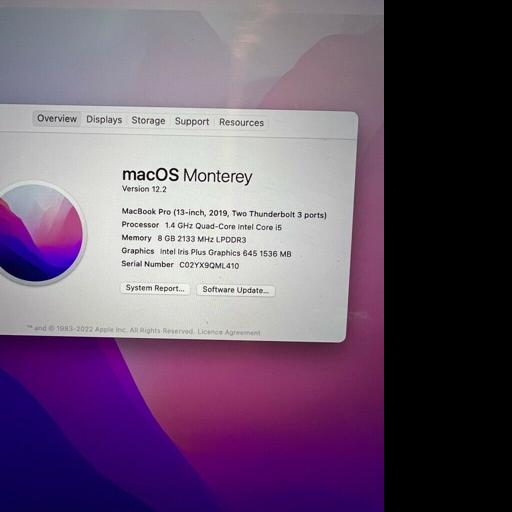 Overview Displays Storage Support Resources
macOS Monterey
Version 12.2
MacBook Pro (13-inch, 2019, Two Thunderbolt 3 ports)
Processor 1.4 GHz Quad-Core Intel Core i5
Memory 8 GB 2133 MHz LPDDR3
Graphics Intel Iris Plus Graphics 645 1536 MB
Serial Number C02YX9QML410
System Report... Software Update...
™ and © 1983-2022 Apple Inc. All Rights Reserved. Licence Agreement